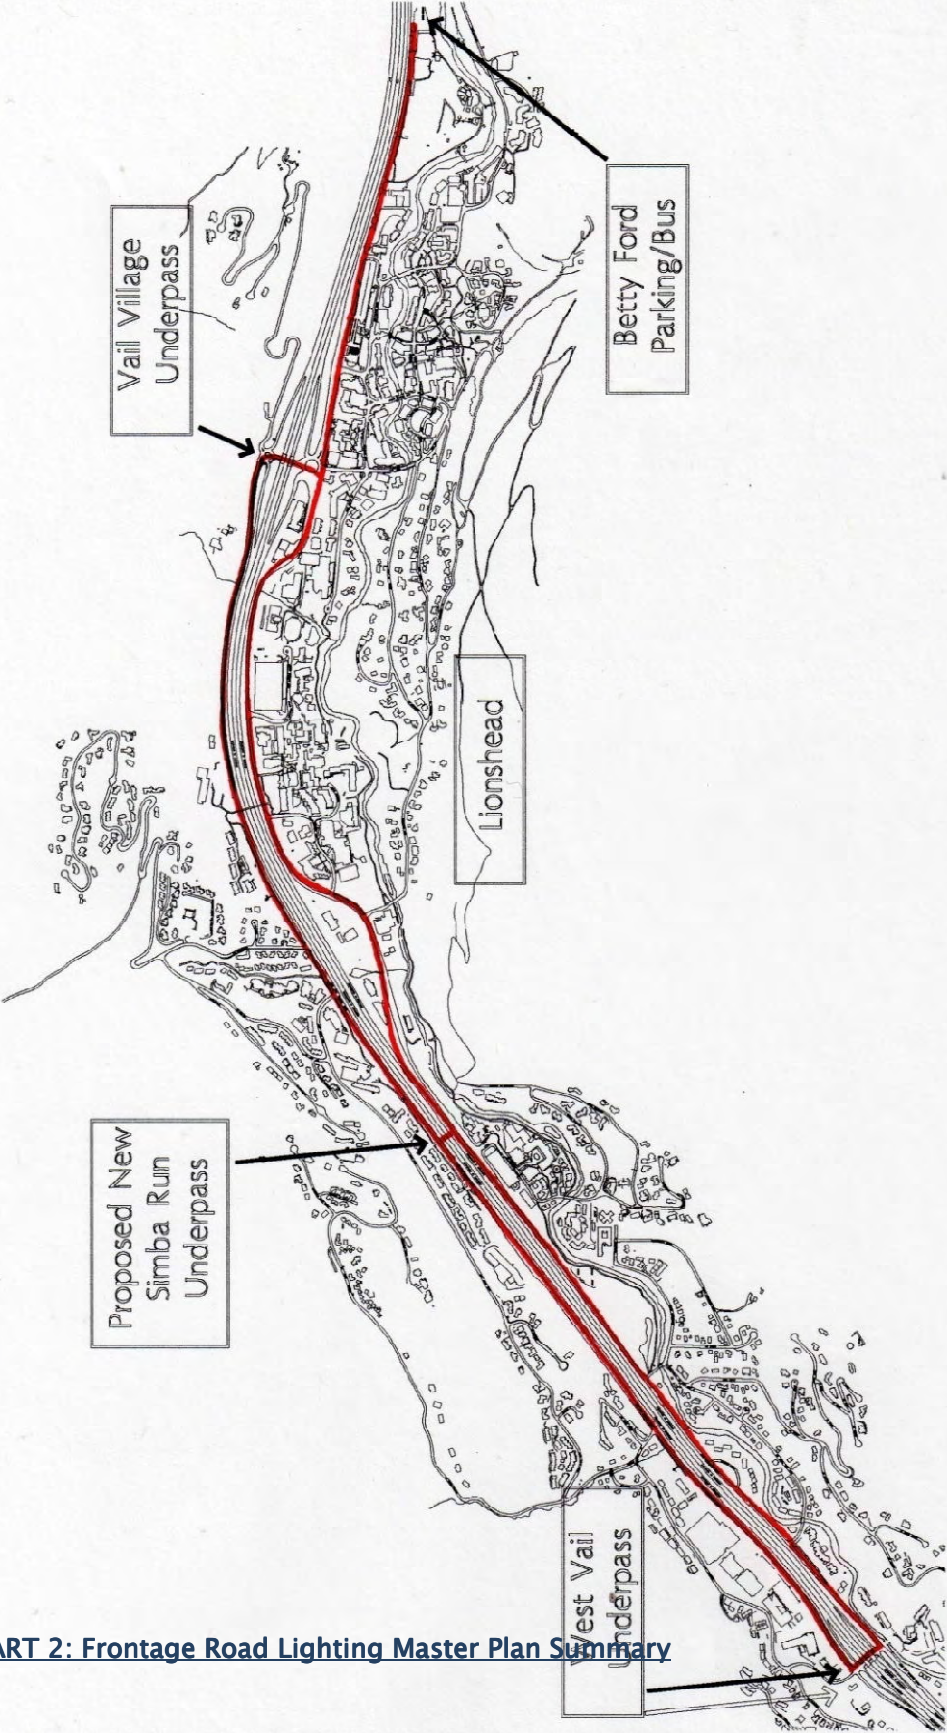 Betty Ford
Parking/Bus
Vail Village
Underpass
Lionshead
Proposed New
Simba Run
Underpass
West Vail
Underpass
ART 2: Frontage Road Lighting Master Plan Summary